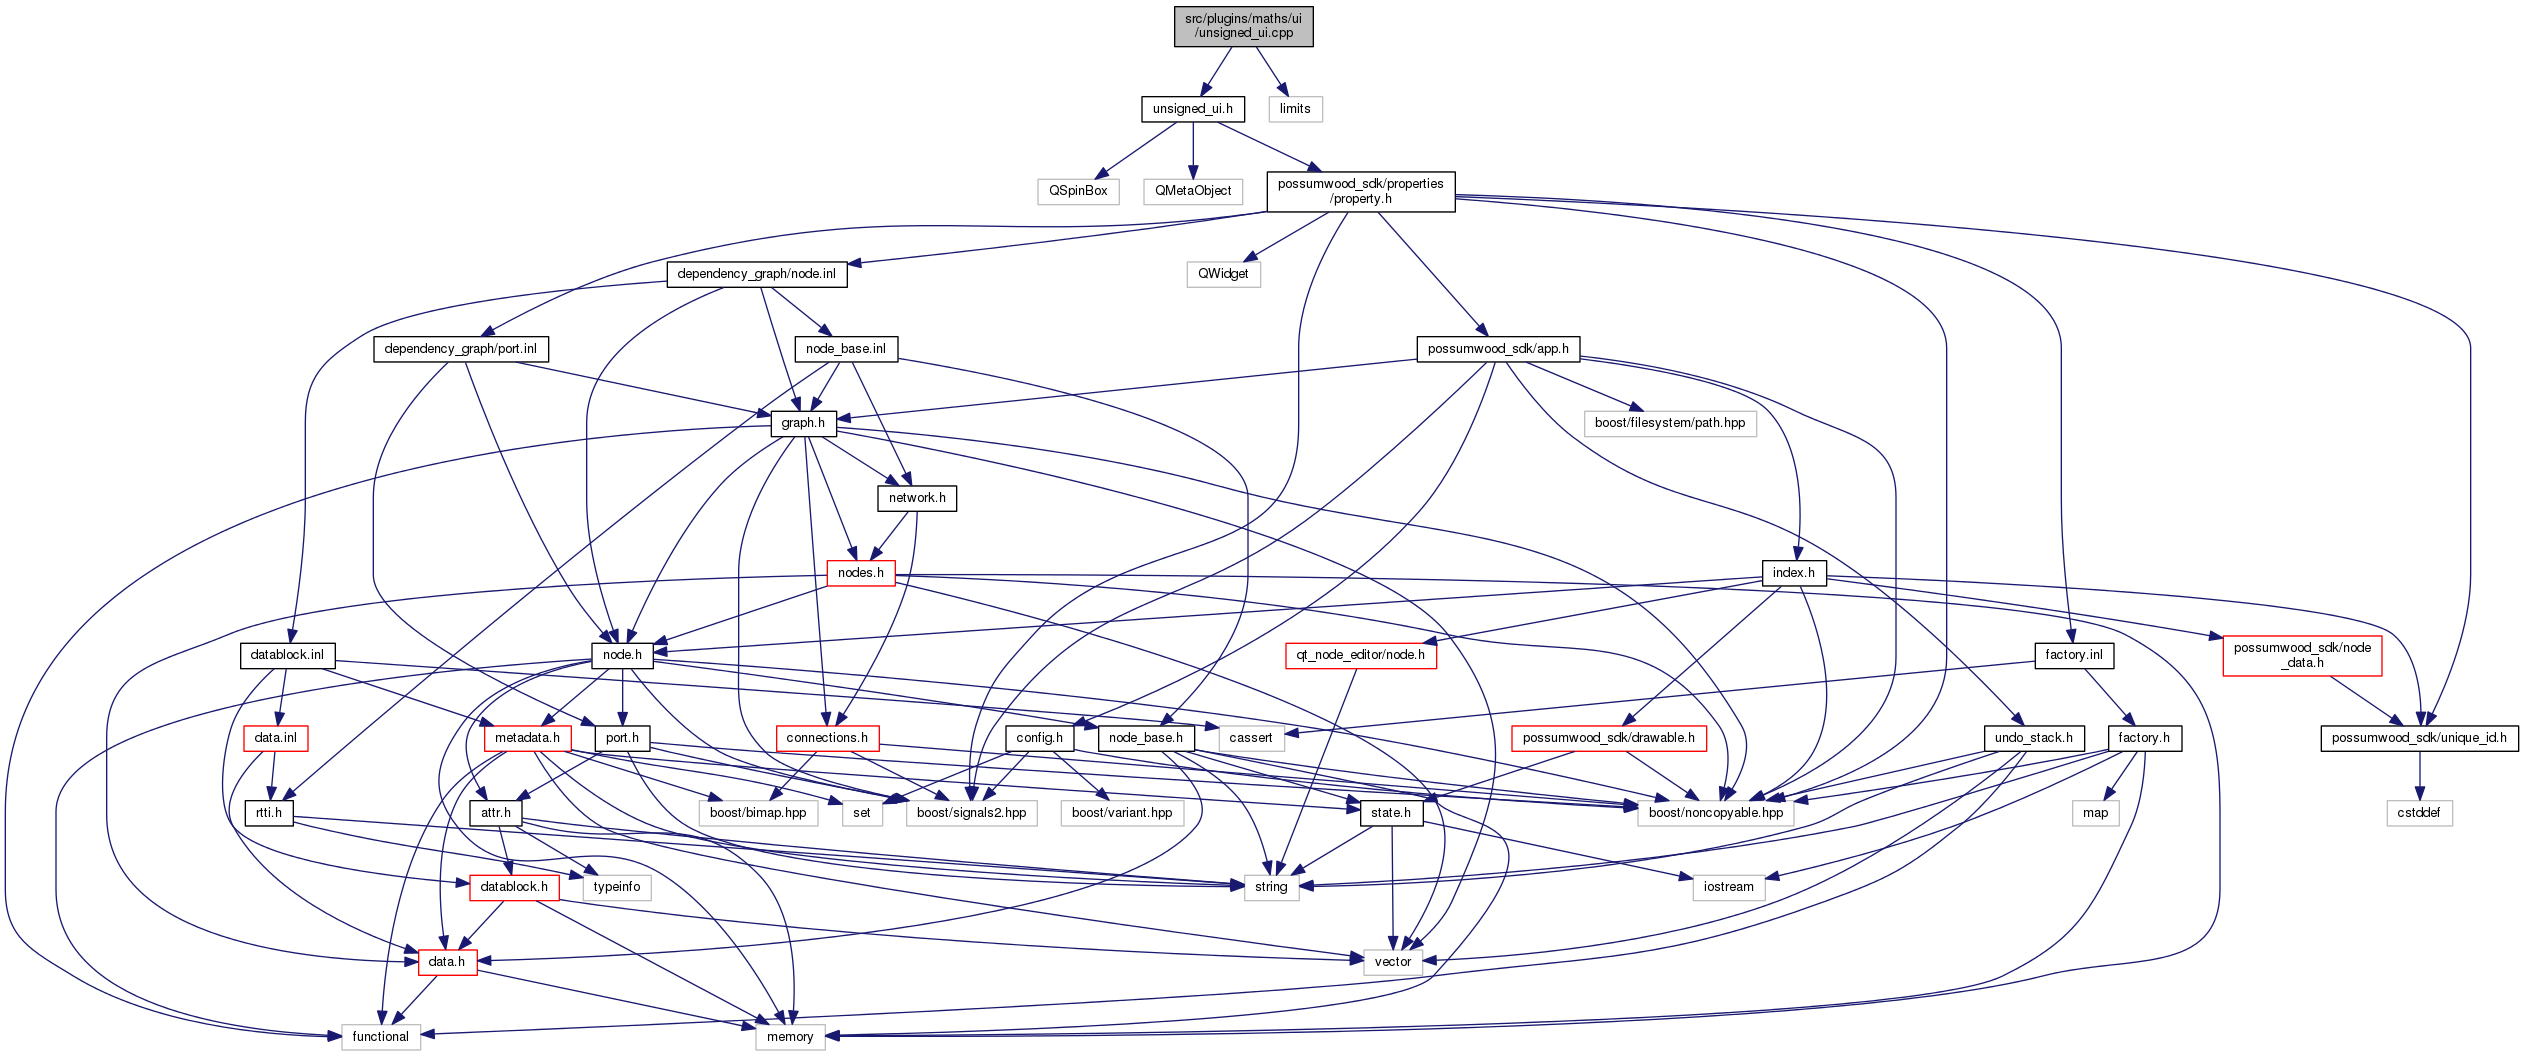 src/plugins/maths/ui
/unsigned_ui.cpp
unsigned_ui.h
limits
QSpinBox
QMetaObject
possumwood_sdk/properties
/property.h
dependency_graph/node.inl
QWidget
dependency_graph/port.inl
node_base.inl
possumwood_sdk/app.h
graph.h
boost/filesystem/path.hpp
network.h
nodes.h
index.h
datablock.inl
node.h
qt_node_editor/node.h
factory.inl
possumwood_sdk/node
_data.h
data.inl
metadata.h
port.h
connections.h
config.h
node_base.h
cassert
possumwood_sdk/drawable.h
undo_stack.h
factory.h
possumwood_sdk/unique_id.h
rtti.h
attr.h
boost/bimap.hpp
set
boost/signals2.hpp
boost/variant.hpp
state.h
boost/noncopyable.hpp
map
cstddef
datablock.h
typeinfo
string
iostream
data.h
vector
functional
memory